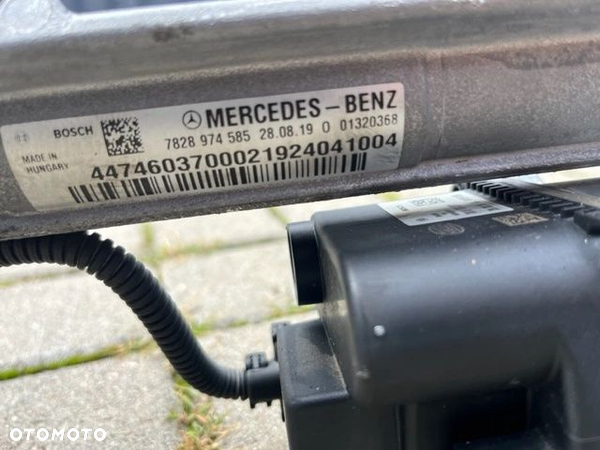 BOSCH
MERCEDES-BENZ
7828 974 585 28.08.19 0 01320368
MADE IN
HUNGARY
4474603700021924041004
OTOMOTO